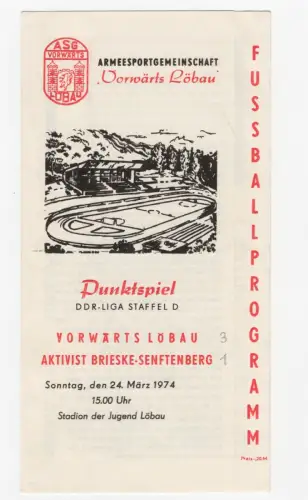 ASG
VORWÄRTS
LÖBAU
ARMEESPORTGEMEINSCHAFT
„Vorwärts Löbau“
FUSSBALLPROGRAMM
Punktspiel
DDR-LIGA STAFFEL D
VORWÄRTS LÖBAU 3
AKTIVIST BRIESKE-SENFTENBERG 1
Sonntag, den 24. März 1974
15.00 Uhr
Stadion der Jugend Löbau
Preis: